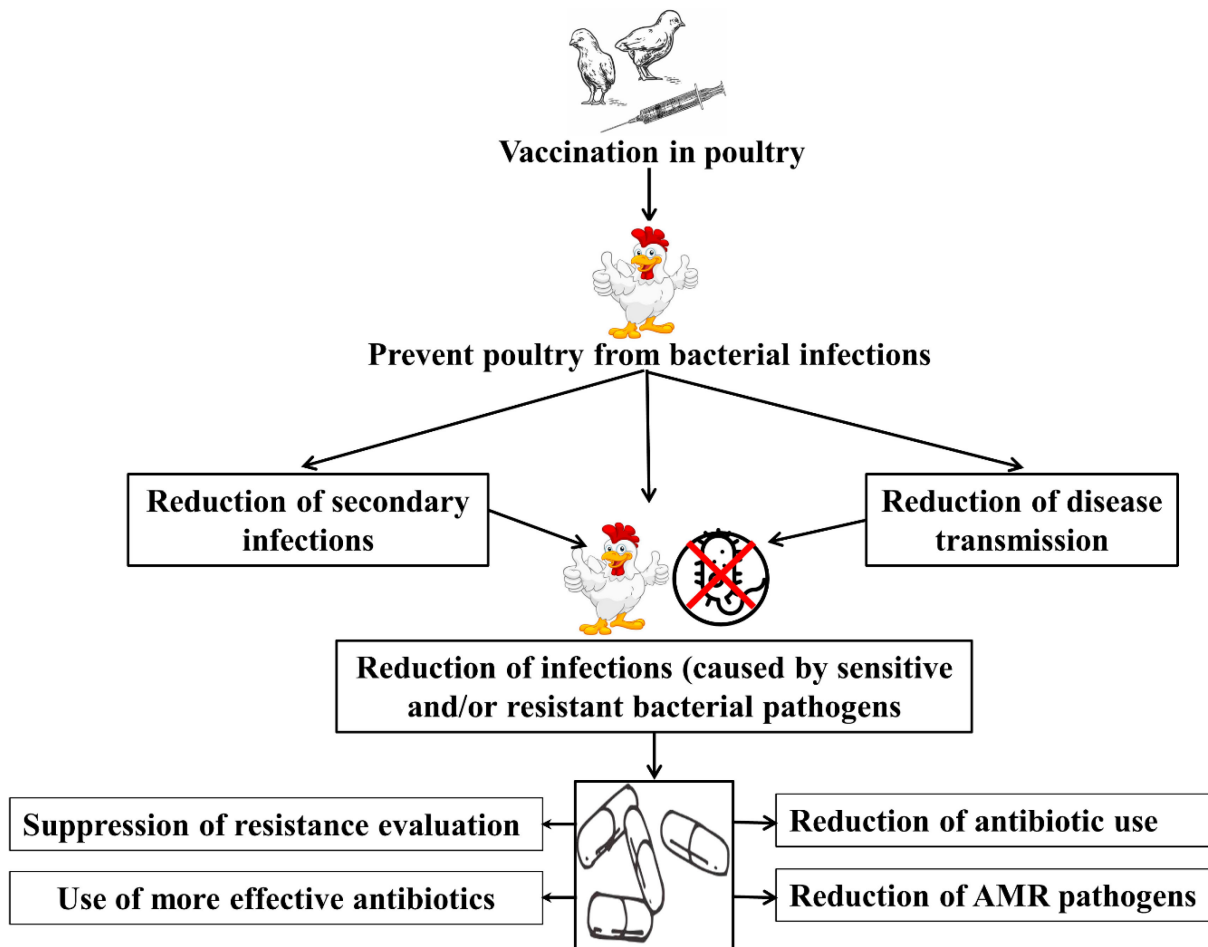 Vaccination in poultry
Prevent poultry from bacterial infections
Reduction of secondary
infections
Reduction of disease
transmission
Reduction of infections (caused by sensitive
and/or resistant bacterial pathogens
Suppression of resistance evaluation
Reduction of antibiotic use
Use of more effective antibiotics
Reduction of AMR pathogens